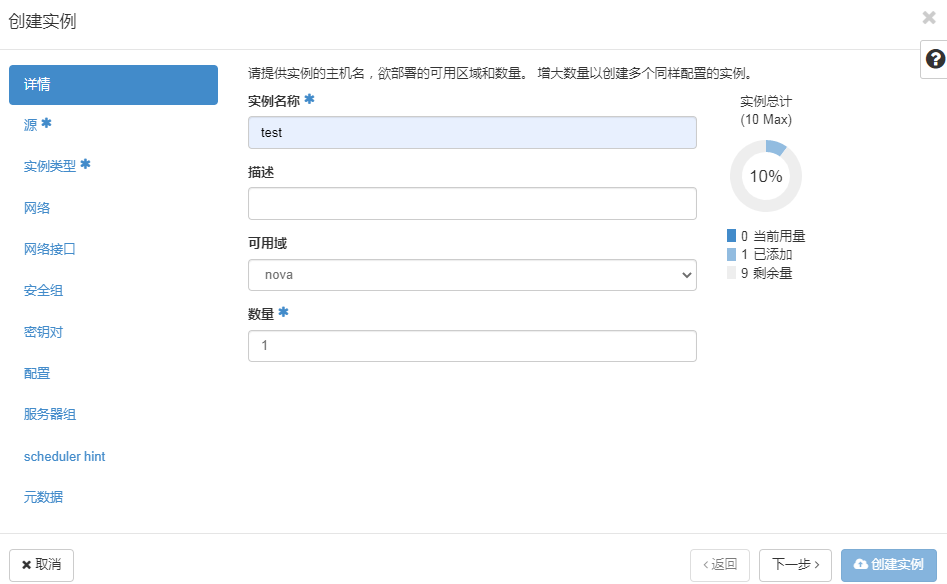 创建实例
×
?
详情
源 *
实例类型 *
网络
网络接口
安全组
密钥对
配置
服务器组
scheduler hint
元数据
请提供实例的主机名，欲部署的可用区域和数量。 增大数量以创建多个同样配置的实例。
实例名称 *
test
描述
可用域
nova
数量 *
1
实例总计
(10 Max)
10%
0 当前用量
1 已添加
9 剩余量
× 取消
‹ 返回
下一步 ›
创建实例